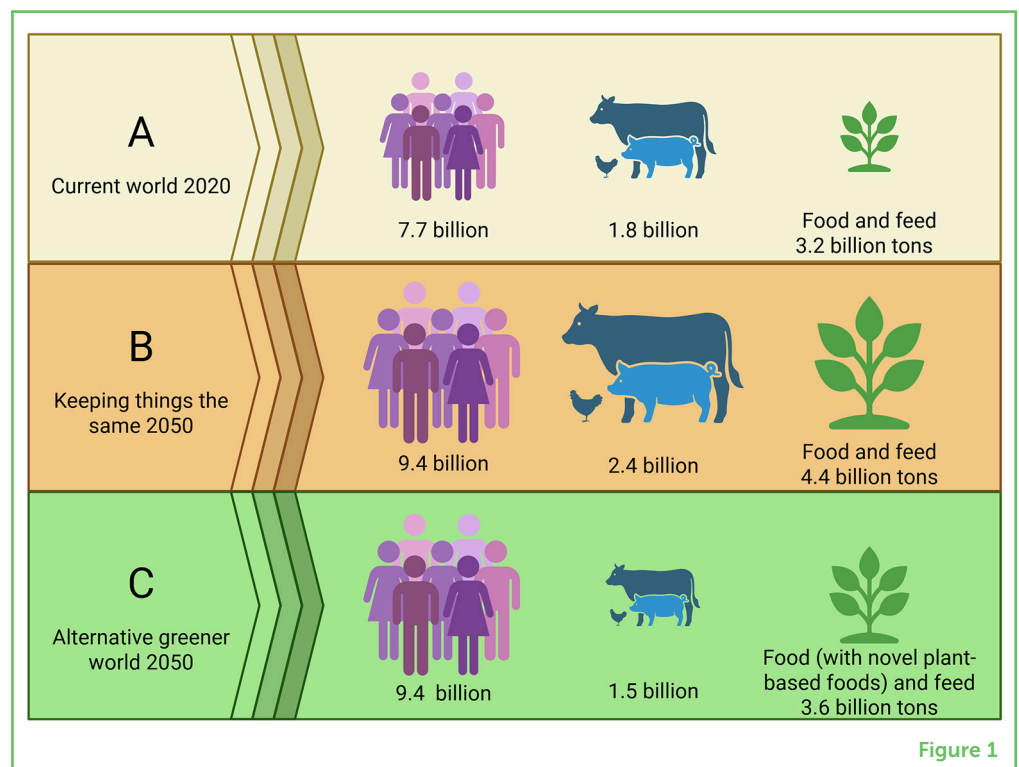 A
Current world 2020
7.7 billion
1.8 billion
Food and feed
3.2 billion tons
B
Keeping things the
same 2050
9.4 billion
2.4 billion
Food and feed
4.4 billion tons
C
Alternative greener
world 2050
9.4 billion
1.5 billion
Food (with novel plant-
based foods) and feed
3.6 billion tons
Figure 1